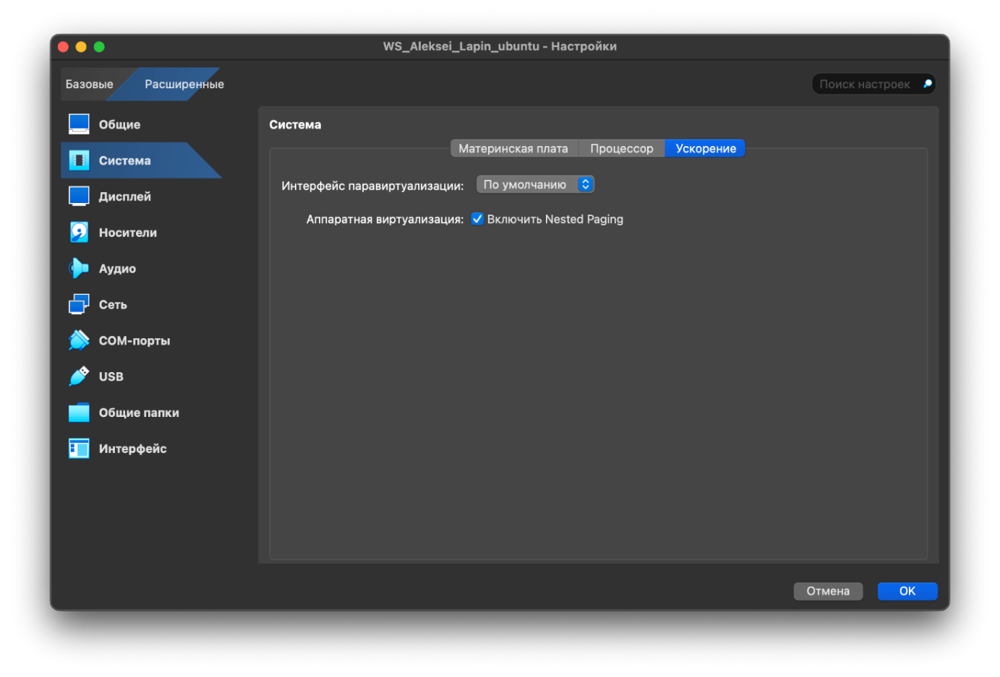 WS_Aleksei_Lapin_ubuntu - Настройки
Базовые
Расширенные
Поиск настроек
Общие
Система
Дисплей
Носители
Аудио
Сеть
COM-порты
USB
Общие папки
Интерфейс
Система
Материнская плата
Процессор
Ускорение
Интерфейс паравиртуализации: По умолчанию
Аппаратная виртуализация: Включить Nested Paging
Отмена
OK